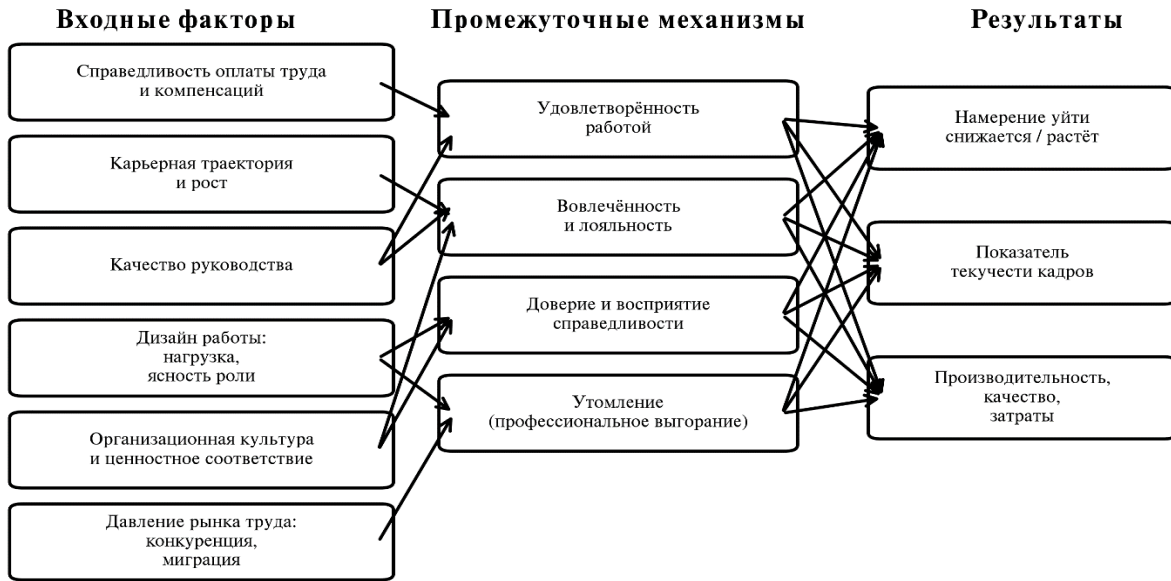 Входные факторы
Промежуточные механизмы
Результаты
Справедливость оплаты труда
и компенсаций
Карьерная траектория
и рост
Качество руководства
Дизайн работы:
нагрузка,
ясность роли
Организационная культура
и ценностное соответствие
Давление рынка труда:
конкуренция,
миграция
Удовлетворённость
работой
Вовлечённость
и лояльность
Доверие и восприятие
справедливости
Утомление
(профессиональное выгорание)
Намерение уйти
снижается / растёт
Показатель
текучести кадров
Производительность,
качество,
затраты